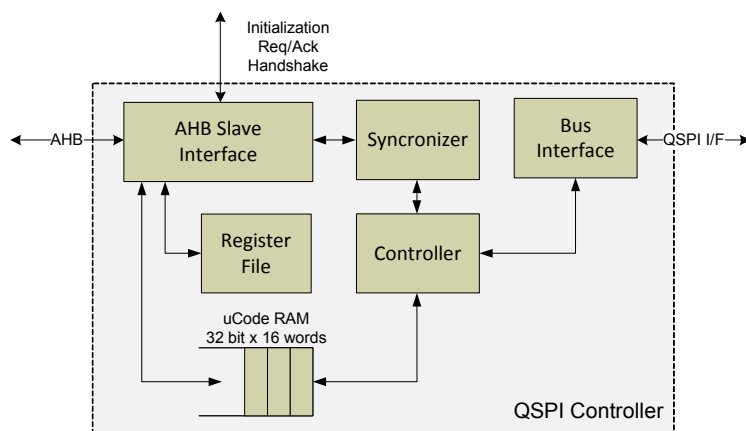 Initialization
Req/Ack
Handshake
AHB
AHB Slave
Interface
Syncronizer
Bus
Interface
QSPI I/F
Register
File
Controller
uCode RAM
32 bit x 16 words
QSPI Controller